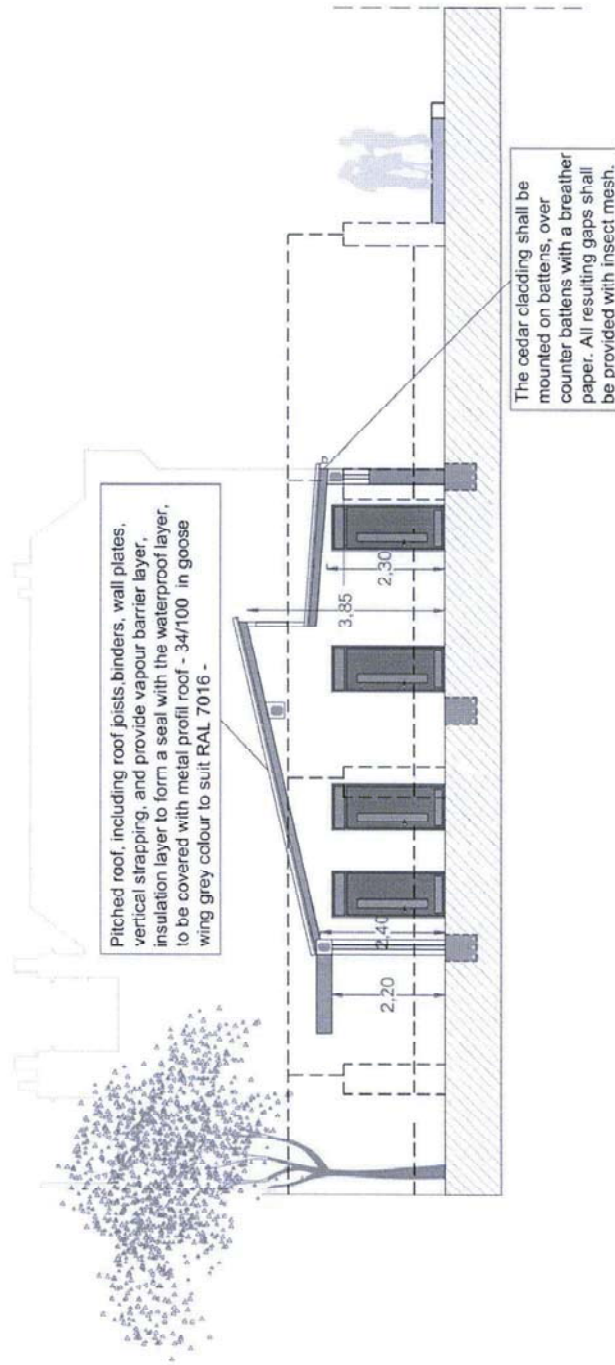 Pitched roof, including roof joists,binders, wall plates,
vertical strapping, and provide vapour barrier layer,
insulation layer to form a seal with the waterproof layer,
to be covered with metal profil roof - 34/100 in goose
wing grey colour to suit RAL 7016 -
2,20
2,40
3,85
2,30
The cedar cladding shall be
mounted on battens, over
counter battens with a breather
paper. All resulting gaps shall
be provided with insect mesh.